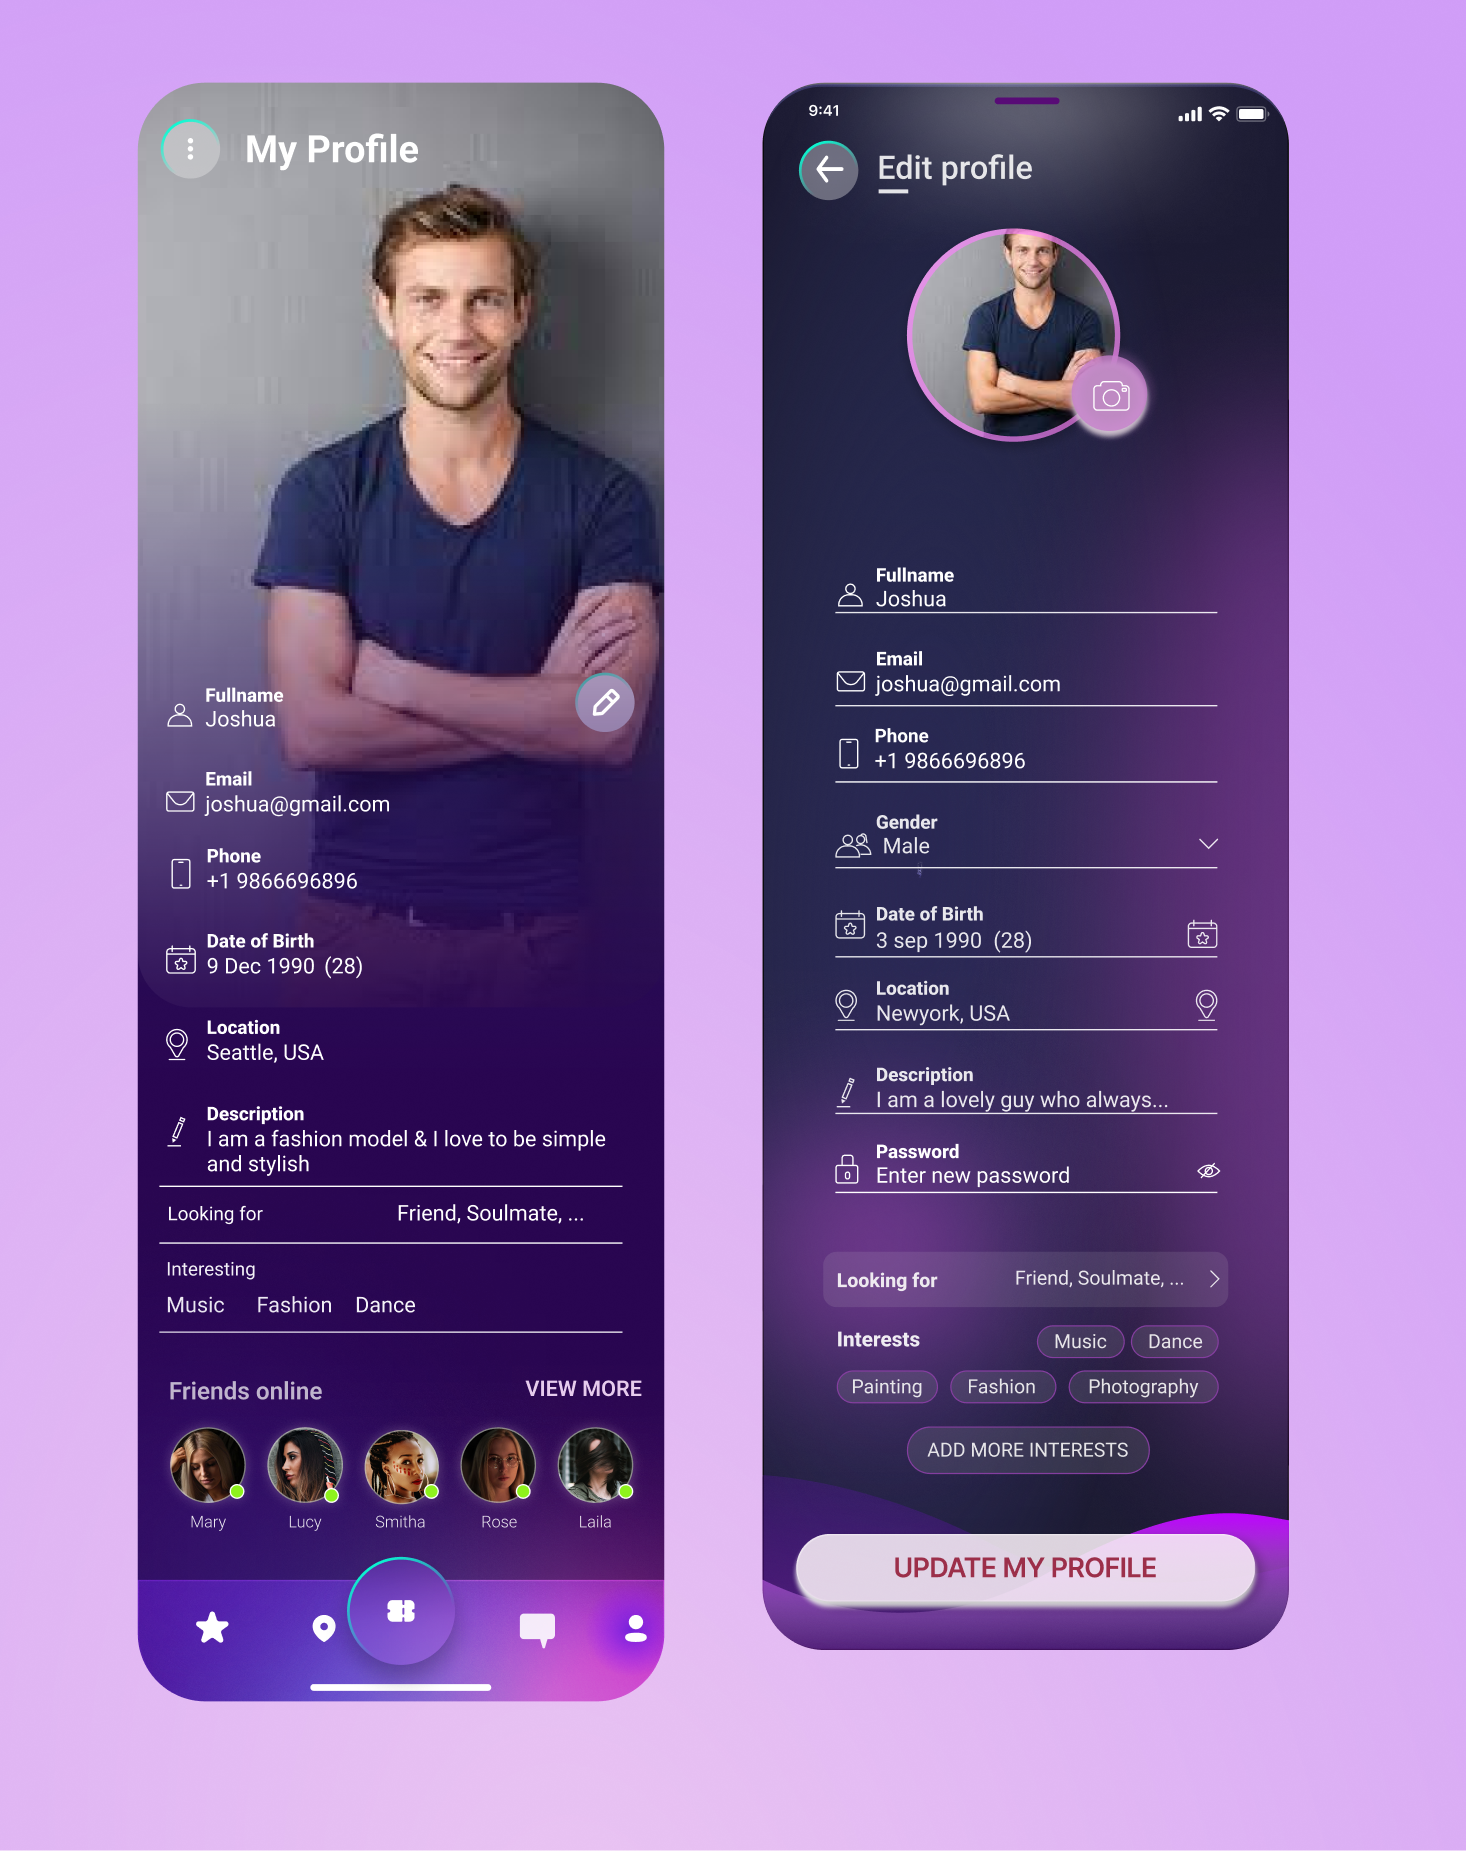 My Profile
Fullname
Joshua
Email
joshua@gmail.com
Phone
+1 9866696896
Date of Birth
9 Dec 1990 (28)
Location
Seattle, USA
Description
I am a fashion model & I love to be simple
and stylish
Looking for Friend, Soulmate, ...
Interesting
Music Fashion Dance
Friends online VIEW MORE
Mary Lucy Smitha Rose Laila
9:41
Edit profile
Fullname
Joshua
Email
joshua@gmail.com
Phone
+1 9866696896
Gender
Male
Date of Birth
3 sep 1990 (28)
Location
Newyork, USA
Description
I am a lovely guy who always...
Password
Enter new password
Looking for Friend, Soulmate, ...
Interests Music Dance
Painting Fashion Photography
ADD MORE INTERESTS
UPDATE MY PROFILE